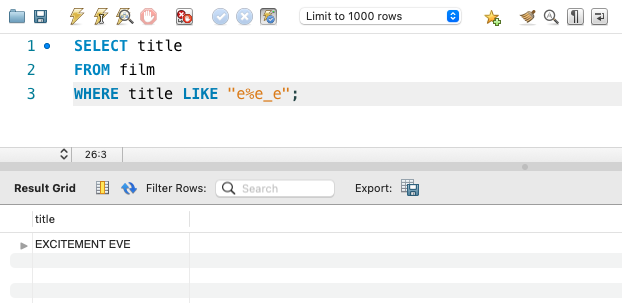 Limit to 1000 rows
1 SELECT title
2 FROM film
3 WHERE title LIKE "e%e_e";
26:3
Result Grid Filter Rows: Search Export:
title
EXCITEMENT EVE